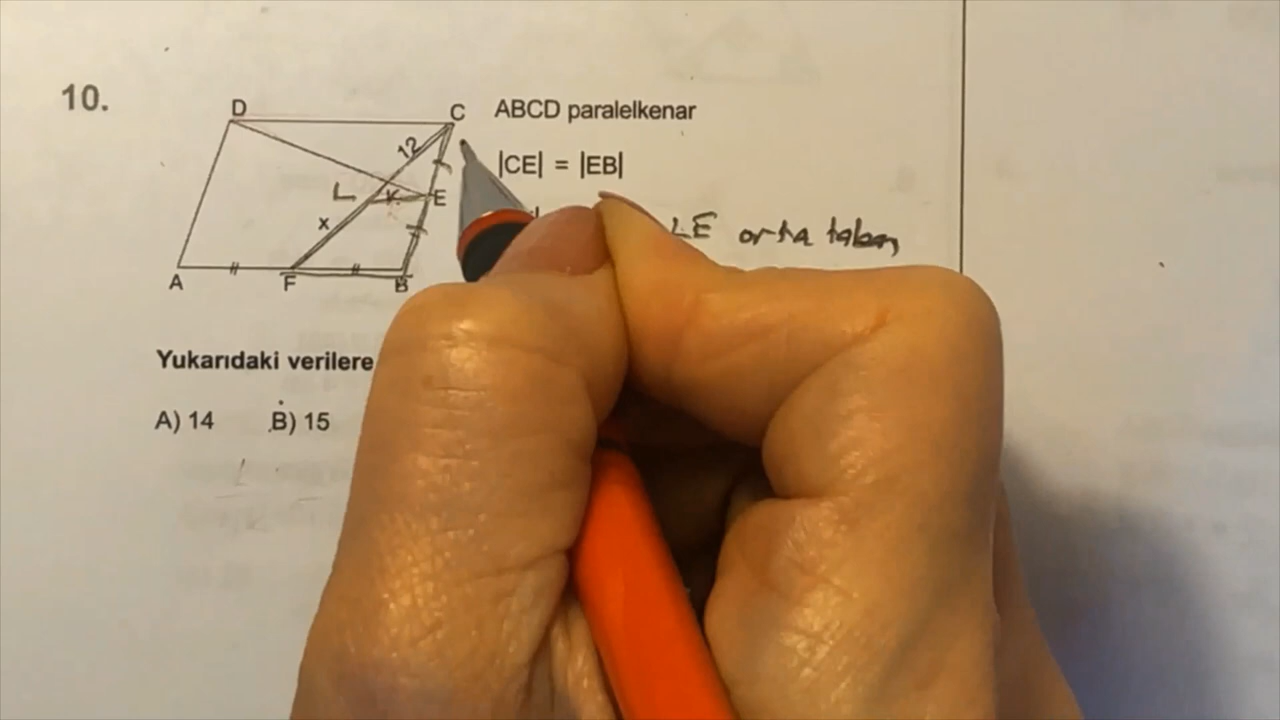 10.
D
C
ABCD paralelkenar
12
|CE| = |EB|
L
K
E
x
LE orta taban
A
F
B
Yukarıdaki verilere
A) 14 B) 15